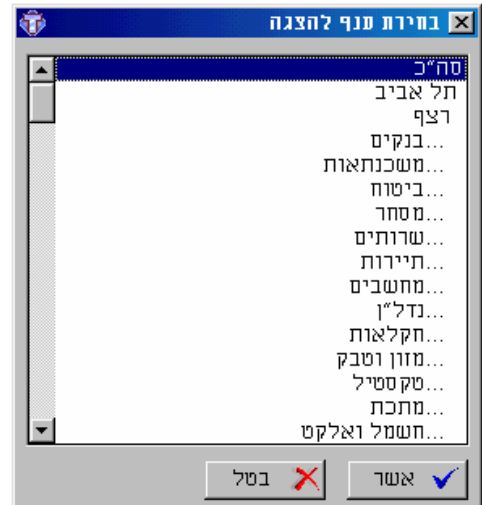 בחירת ענף להצגה
סה"כ
תל אביב
רצף
...בנקים
...משכנתאות
...ביטוח
...מסחר
...שרותים
...תיירות
...מחשבים
...נדל"ן
...חקלאות
...מזון וטבק
...טקסטיל
...מתכת
...חשמל ואלקט
אשר
בטל